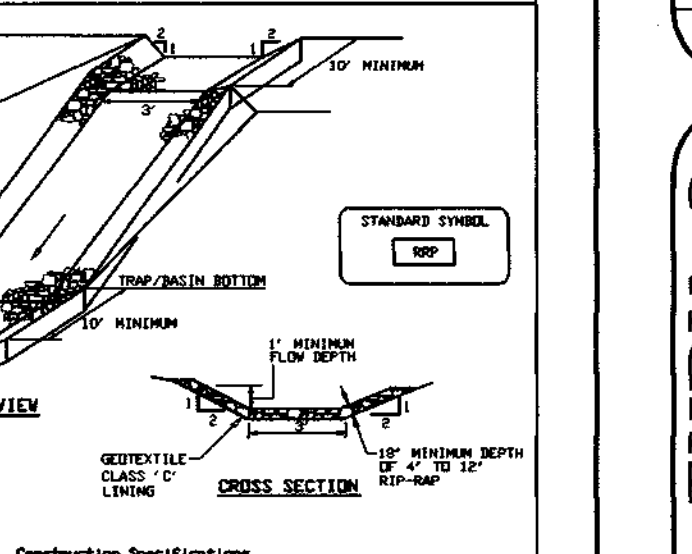 2
1
1
2
10' MINIMUM
3'
STANDARD SYMBOL
RRP
TRAP/BASIN BOTTOM
10' MINIMUM
1' MINIMUM
FLOW DEPTH
VIEW
1
2
3'
1
2
GEOTEXTILE
CLASS 'C'
LINING
18' MINIMUM DEPTH
OF 4' TO 12'
RIP-RAP
CROSS SECTION
Construction Specifications